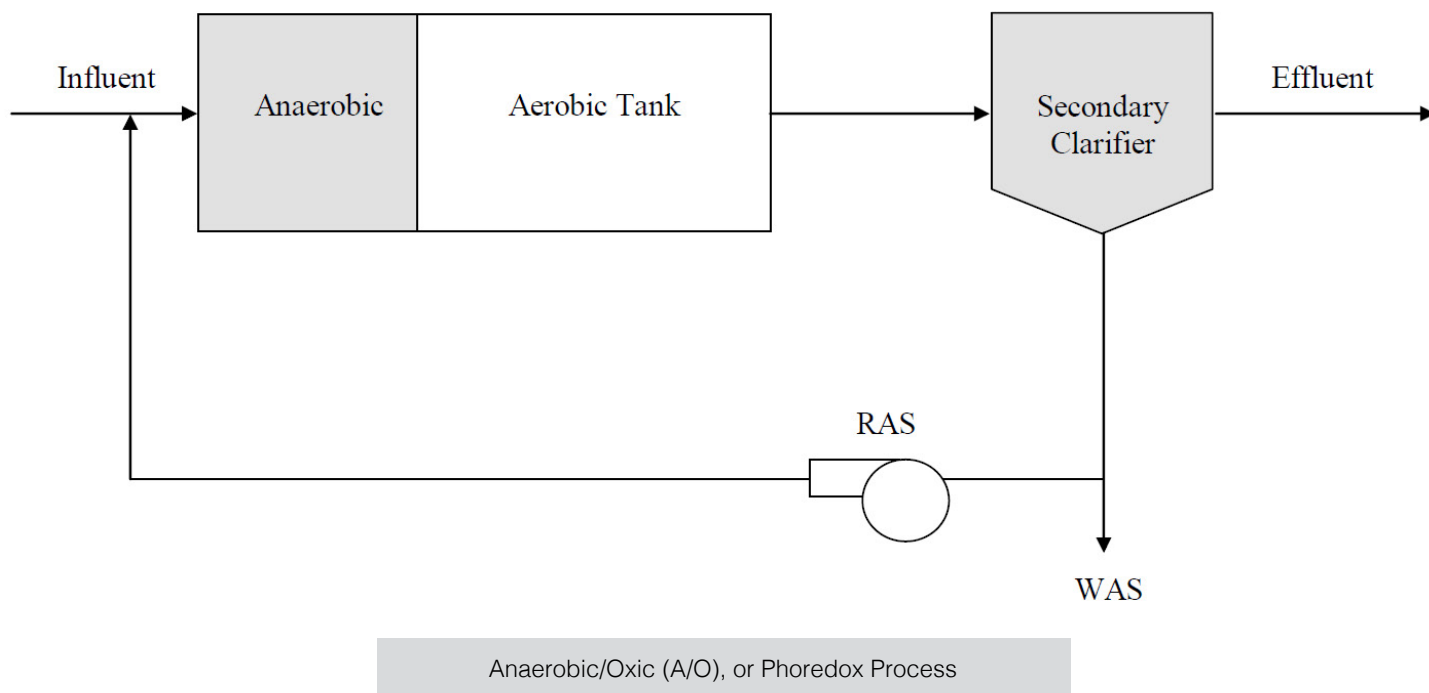 Influent
Anaerobic
Aerobic Tank
Secondary
Clarifier
Effluent
RAS
WAS
Anaerobic/Oxic (A/O), or Phoredox Process